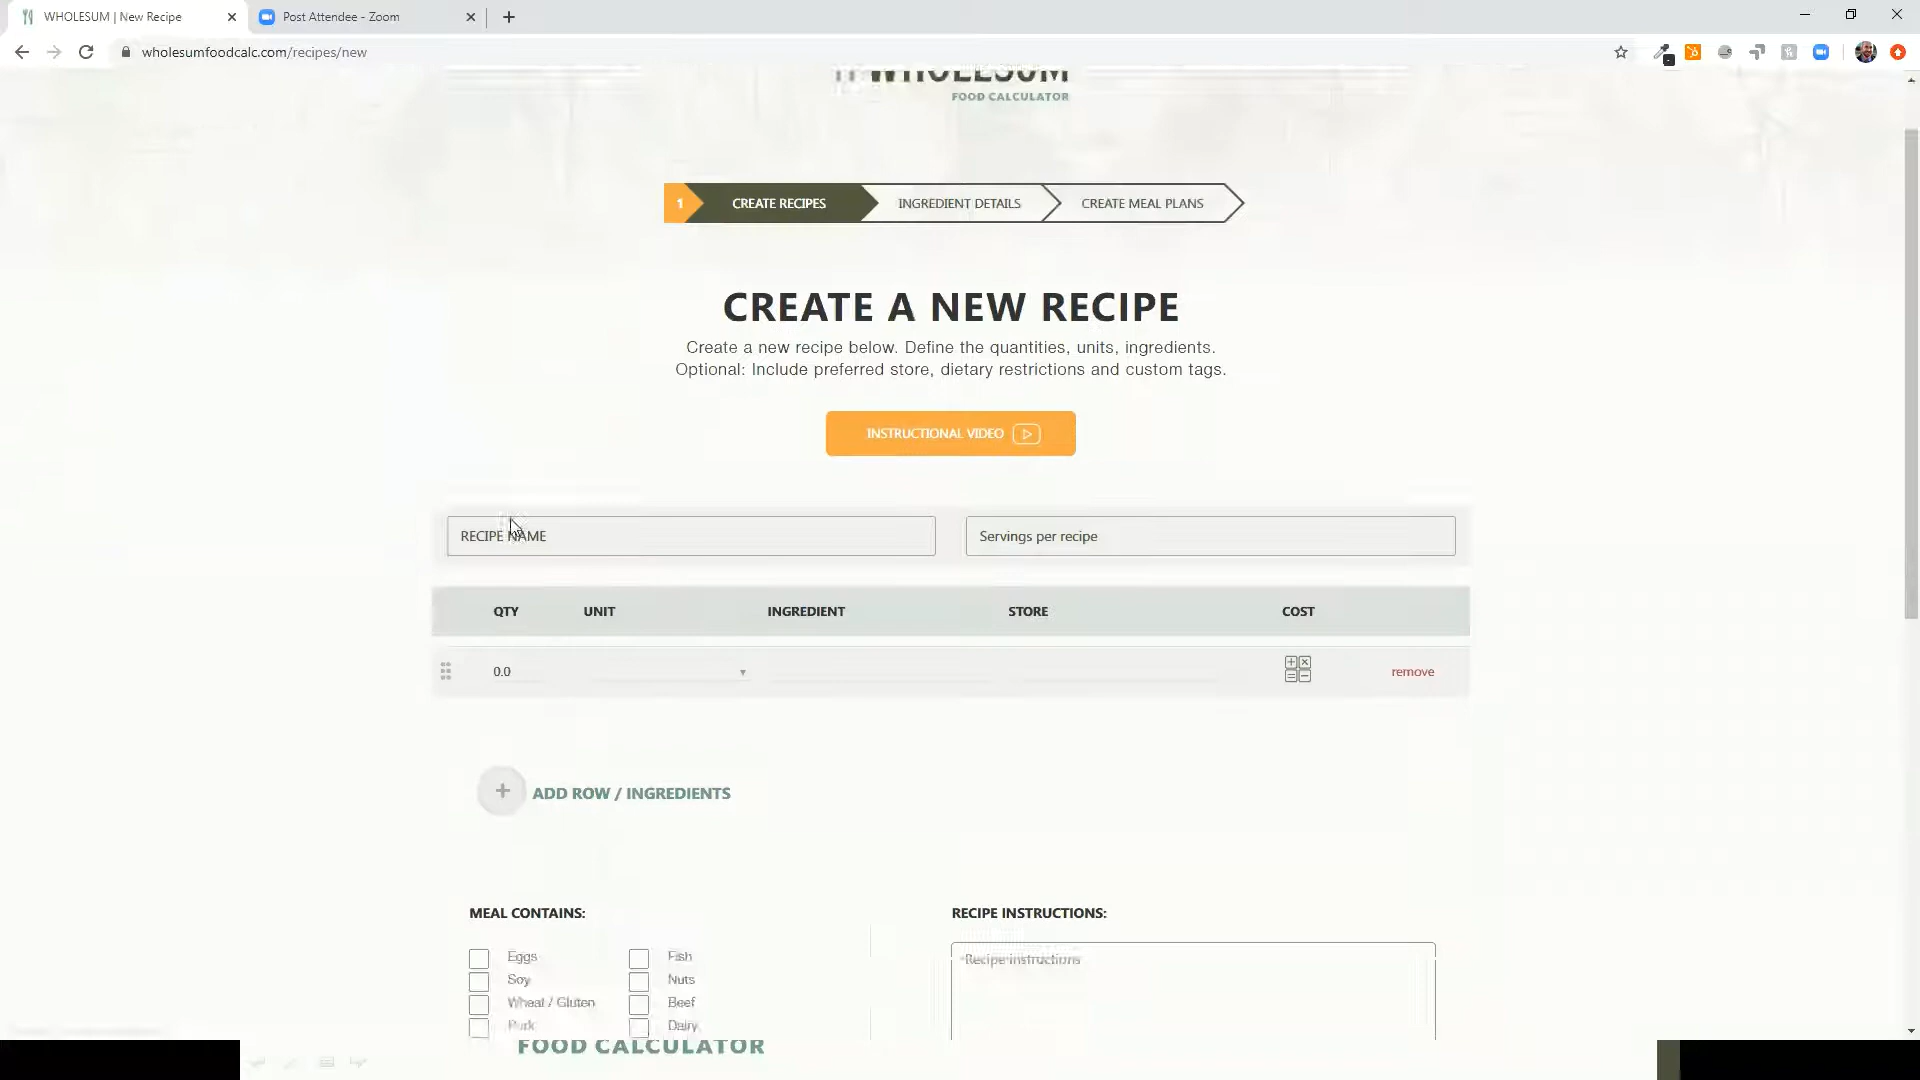 WHOLESUM | New Recipe
Post Attendee - Zoom
wholesumfoodcalc.com/recipes/new
WHOLESUM
FOOD CALCULATOR
1
CREATE RECIPES
INGREDIENT DETAILS
CREATE MEAL PLANS
CREATE A NEW RECIPE
Create a new recipe below. Define the quantities, units, ingredients.
Optional: Include preferred store, dietary restrictions and custom tags.
INSTRUCTIONAL VIDEO
RECIPE NAME
Servings per recipe
QTY UNIT INGREDIENT STORE COST
0.0
remove
+ ADD ROW / INGREDIENTS
MEAL CONTAINS:
Eggs Fish
Soy Nuts
Wheat / Gluten Beef
Pork Dairy
RECIPE INSTRUCTIONS:
Recipe instructions
FOOD CALCULATOR